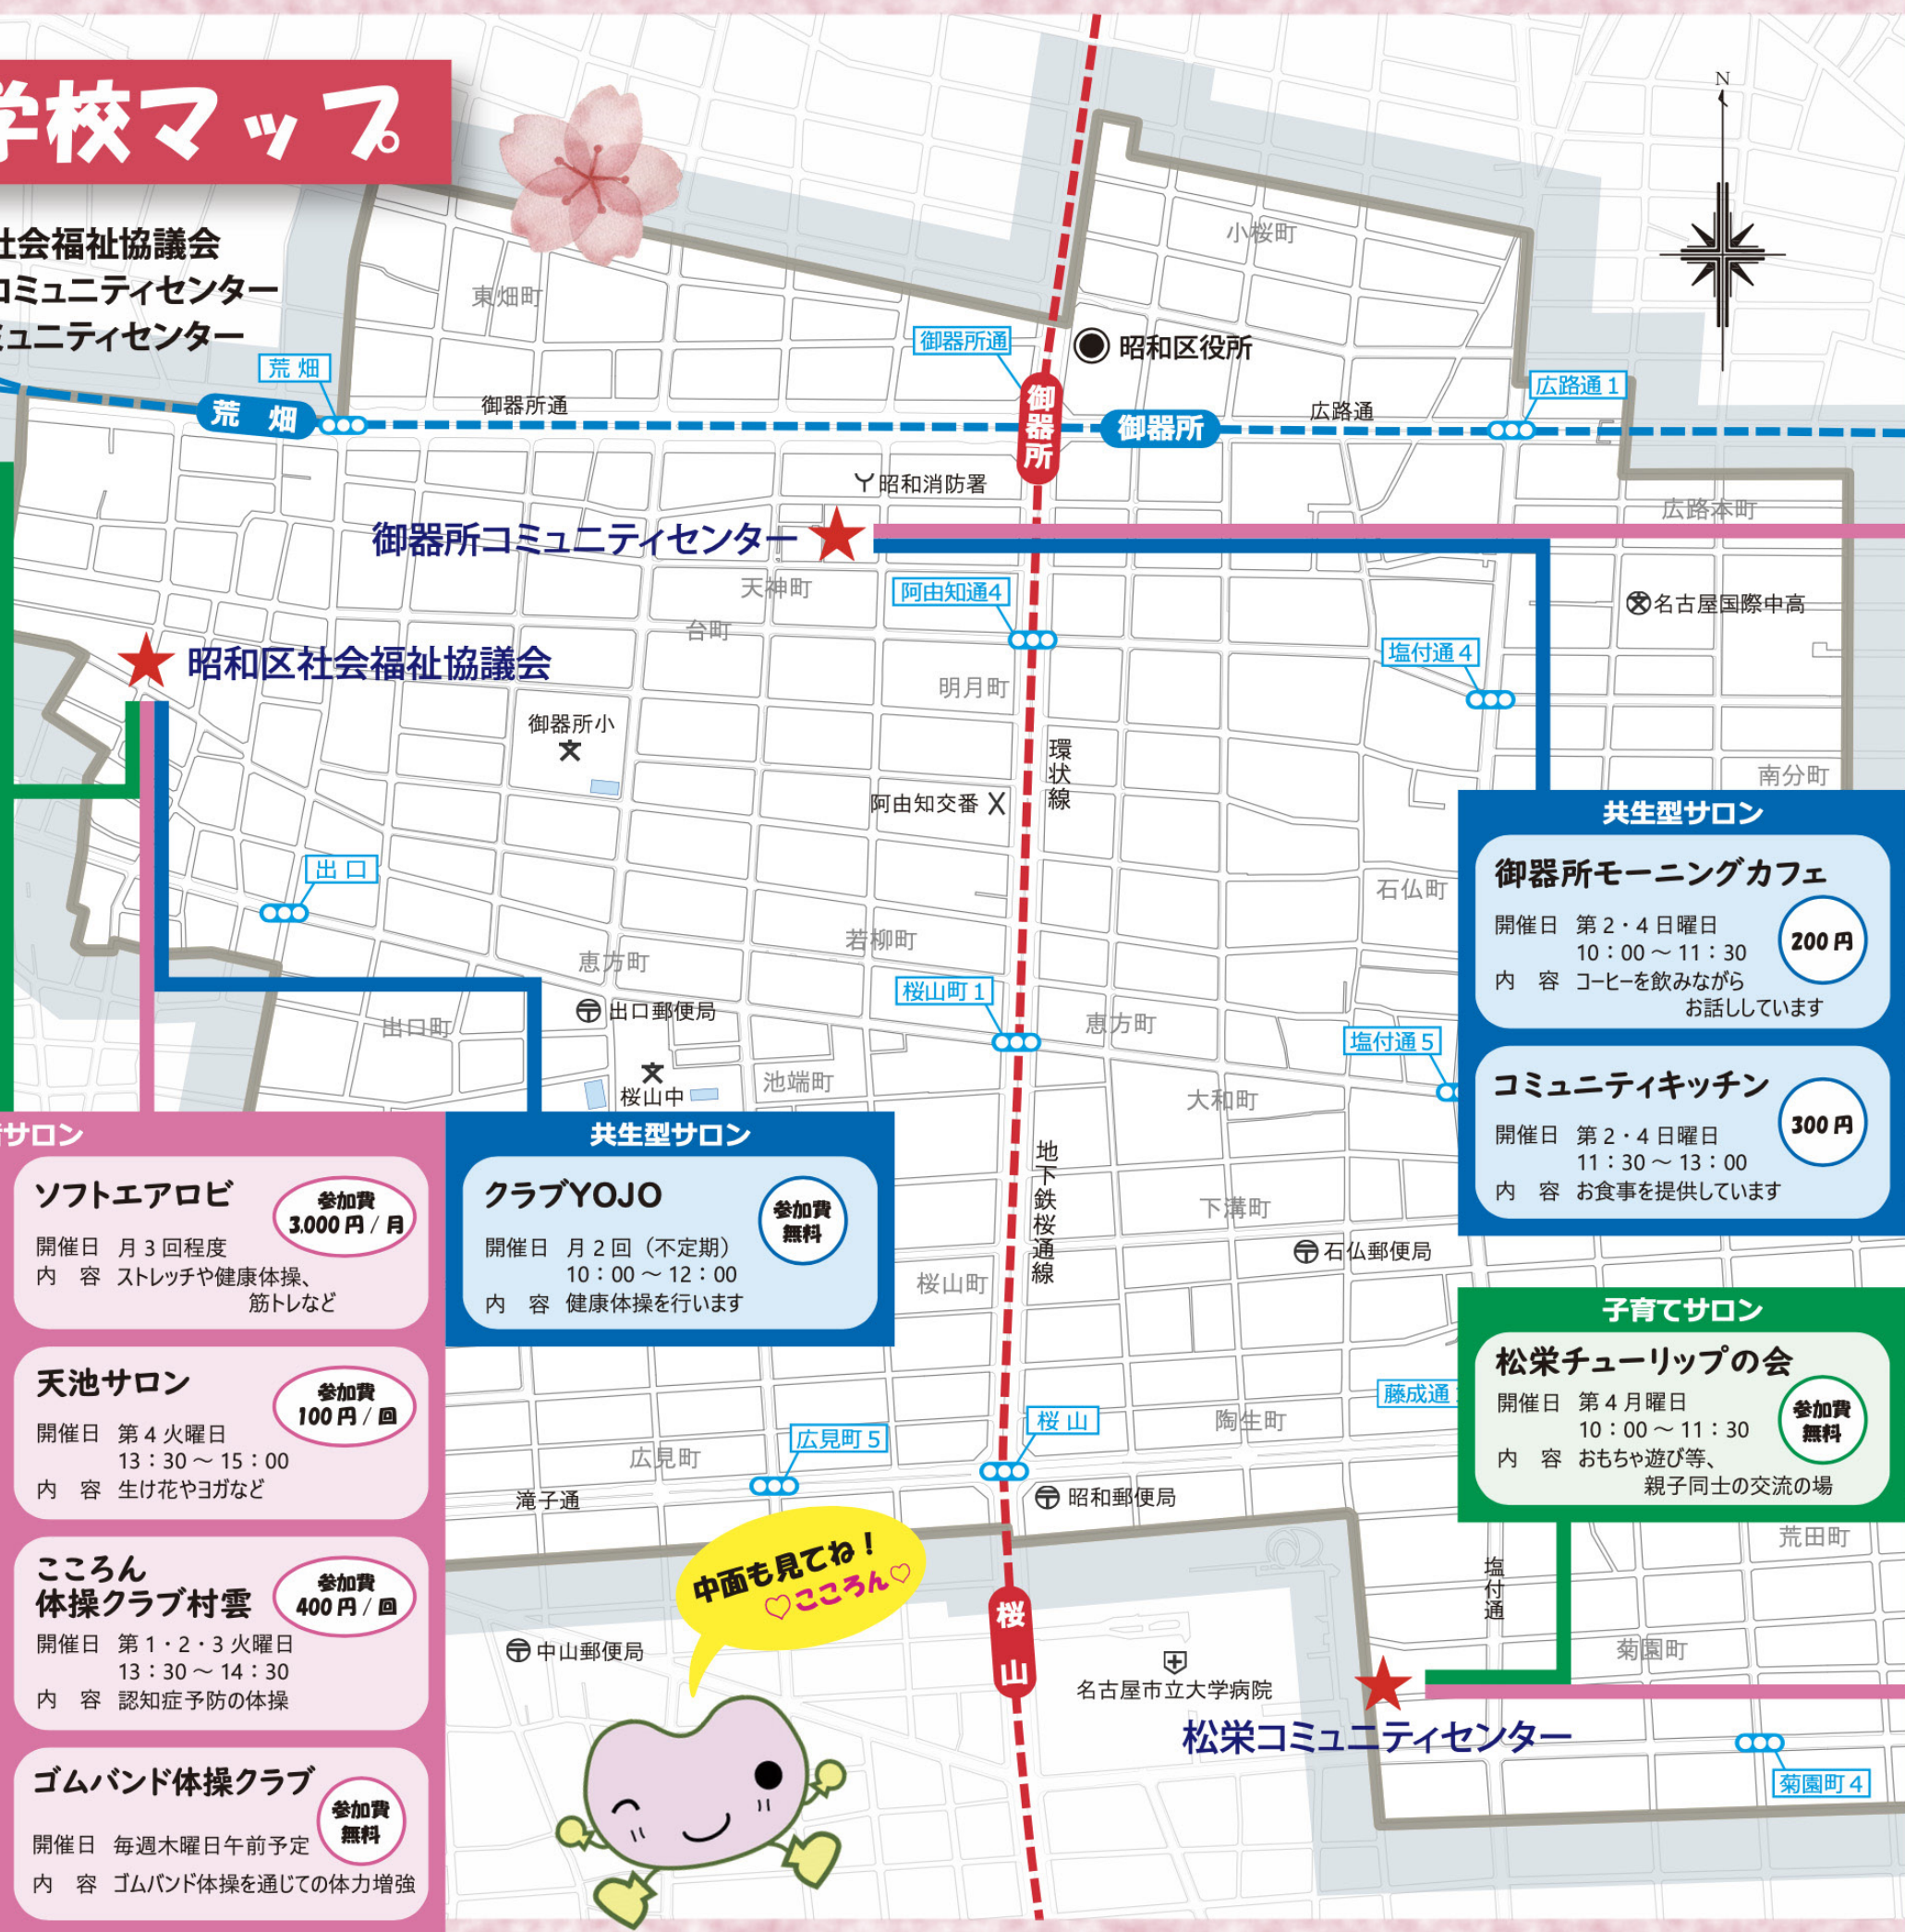 学校マップ
社会福祉協議会
コミュニティセンター
ミュニティセンター
N
小桜町
東畑町
御器所通
昭和区役所
荒畑
広路通1
荒畑
御器所通
御器所
御器所
広路通
昭和消防署
広路本町
御器所コミュニティセンター
天神町
阿由知通4
名古屋国際中高
台町
塩付通4
昭和区社会福祉協議会
明月町
御器所小
環状線
南分町
阿由知交番
共生型サロン
御器所モーニングカフェ
200円
開催日 第2・4日曜日
10:00~11:30
内 容 コーヒーを飲みながら
お話ししています
コミュニティキッチン
300円
開催日 第2・4日曜日
11:30~13:00
内 容 お食事を提供しています
出口
石仏町
若柳町
恵方町
桜山町1
出口郵便局
出口町
恵方町
塩付通5
池端町
桜山中
大和町
サロン
ソフトエアロビ
参加費
3,000円/月
開催日 月3回程度
内 容 ストレッチや健康体操、
筋トレなど
天池サロン
参加費
100円/回
開催日 第4火曜日
13:30~15:00
内 容 生け花やヨガなど
こころん
体操クラブ村雲
参加費
400円/回
開催日 第1・2・3火曜日
13:30~14:30
内 容 認知症予防の体操
ゴムバンド体操クラブ
参加費
無料
開催日 毎週木曜日午前予定
内 容 ゴムバンド体操を通じての体力増強
共生型サロン
クラブYOJO
参加費
無料
開催日 月2回(不定期)
10:00~12:00
内 容 健康体操を行います
地下鉄桜通線
下溝町
石仏郵便局
桜山町
子育てサロン
松栄チューリップの会
参加費
無料
開催日 第4月曜日
10:00~11:30
内 容 おもちゃ遊び等、
親子同士の交流の場
藤成通
桜山
陶生町
広見町5
広見町
滝子通
昭和郵便局
荒田町
塩付通
中面も見てね!
♡こころん♡
桜山
中山郵便局
菊園町
名古屋市立大学病院
松栄コミュニティセンター
菊園町4